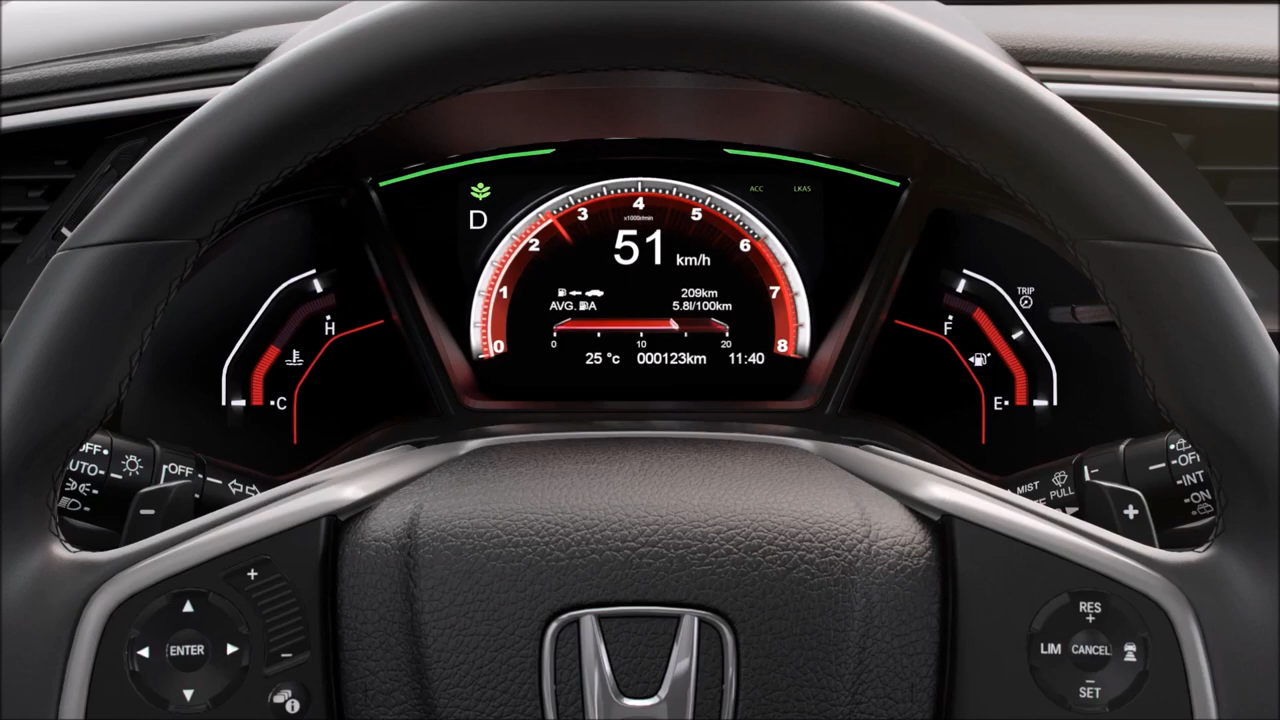 ACC LKAS
D
0
1
2
3
4
5
6
7
8
x1000r/min
51 km/h
209km
AVG. A 5.8l/100km
0 10 20
25 °c 000123km 11:40
H
C
TRIP
F
E
OFF
AUTO
OFF
−
MIST
PULL
-OFF
-INT
-ON
+
+
ENTER
−
RES
+
LIM CANCEL
−
SET